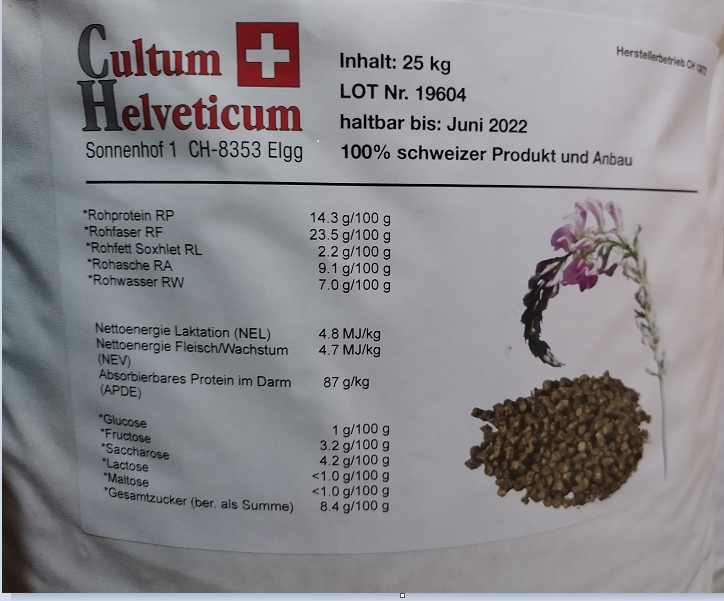 Cultum
Helveticum
Sonnenhof 1 CH-8353 Elgg
Inhalt: 25 kg
LOT Nr. 19604
haltbar bis: Juni 2022
100% schweizer Produkt und Anbau
Herstellerbetrieb CH
*Rohprotein RP 14.3 g/100 g
*Rohfaser RF 23.5 g/100 g
*Rohfett Soxhlet RL 2.2 g/100 g
*Rohasche RA 9.1 g/100 g
*Rohwasser RW 7.0 g/100 g
Nettoenergie Laktation (NEL) 4.8 MJ/kg
Nettoenergie Fleisch/Wachstum 4.7 MJ/kg
(NEV)
Absorbierbares Protein im Darm 87 g/kg
(APDE)
*Glucose 1 g/100 g
*Fructose 3.2 g/100 g
*Saccharose 4.2 g/100 g
*Lactose <1.0 g/100 g
*Maltose <1.0 g/100 g
*Gesamtzucker (ber. als Summe) 8.4 g/100 g